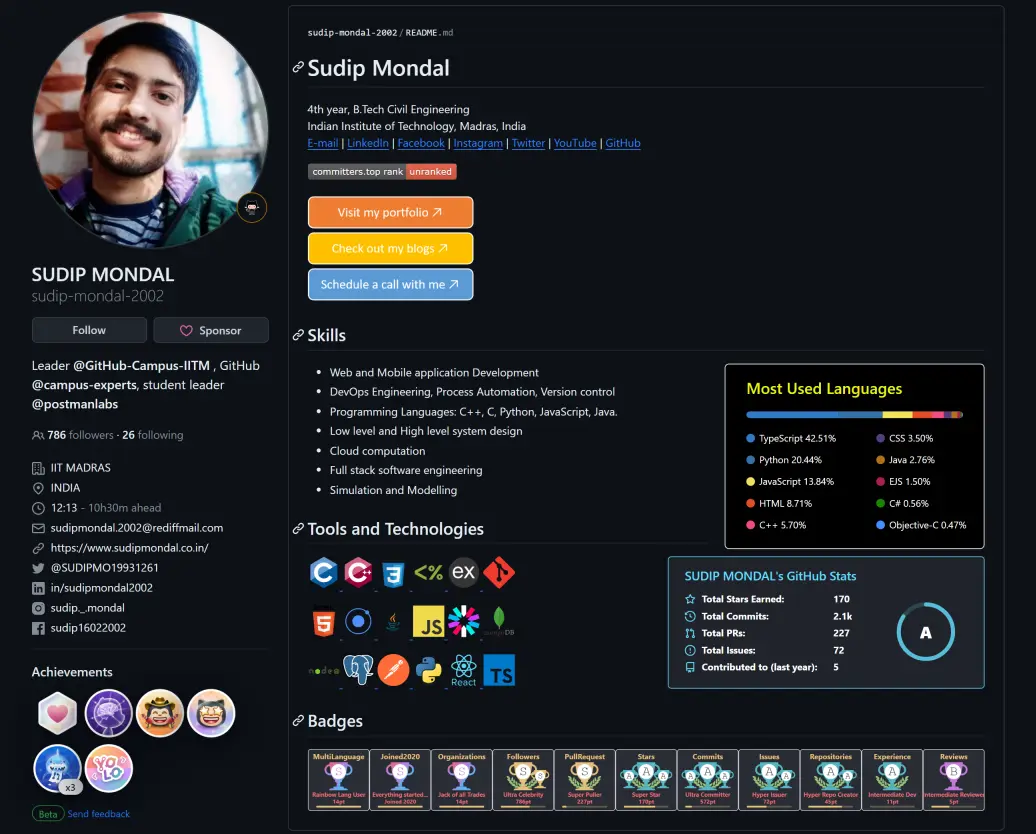 SUDIP MONDAL
sudip-mondal-2002
Follow
Sponsor
Leader @GitHub-Campus-IITM , GitHub
@campus-experts, student leader
@postmanlabs
786 followers · 26 following
IIT MADRAS
INDIA
12:13 - 10h30m ahead
sudipmondal.2002@rediffmail.com
https://www.sudipmondal.co.in/
@SUDIPMO19931261
in/sudipmondal2002
sudip._.mondal
sudip16022002
Achievements
YOLO
x3
Beta Send feedback
sudip-mondal-2002/README.md
Sudip Mondal
4th year, B.Tech Civil Engineering
Indian Institute of Technology, Madras, India
E-mail | LinkedIn | Facebook | Instagram | Twitter | YouTube | GitHub
committers.top rank unranked
Visit my portfolio ↗
Check out my blogs ↗
Schedule a call with me ↗
Skills
Web and Mobile application Development
DevOps Engineering, Process Automation, Version control
Programming Languages: C++, C, Python, JavaScript, Java.
Low level and High level system design
Cloud computation
Full stack software engineering
Simulation and Modelling
Most Used Languages
TypeScript 42.51%
Python 20.44%
JavaScript 13.84%
HTML 8.71%
C++ 5.70%
CSS 3.50%
Java 2.76%
EJS 1.50%
C# 0.56%
Objective-C 0.47%
Tools and Technologies
C C++ 3 <% ex
5 JS
node React TS
SUDIP MONDAL's GitHub Stats
Total Stars Earned: 170
Total Commits: 2.1k
Total PRs: 227
Total Issues: 72
Contributed to (last year): 5
A
Badges
MultiLanguage Joined2020 Organizations Followers PullRequest Stars Commits Issues Repositories Experience Reviews
S S S S S S S A A A A A A A A A A A A A B
Rainbow Lang User Everything started... Jack of all Trades Ultra Celebrity Super Puller Super Star Ultra Committer Hyper Issuer Hyper Repo Creator Intermediate Dev Intermediate Reviewer
14pt Joined 2020 14pt 786pt 227pt 170pt 572pt 72pt 45pt 11pt 5pt